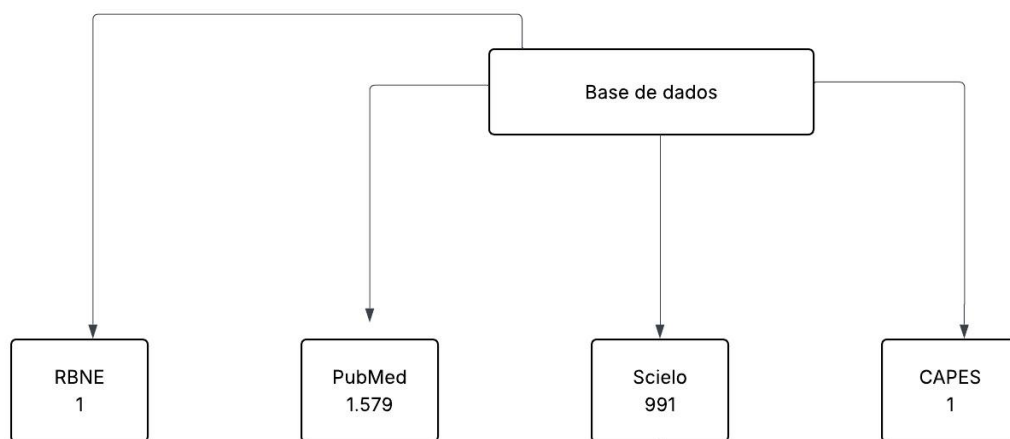 Base de dados
RBNE
1
PubMed
1.579
Scielo
991
CAPES
1